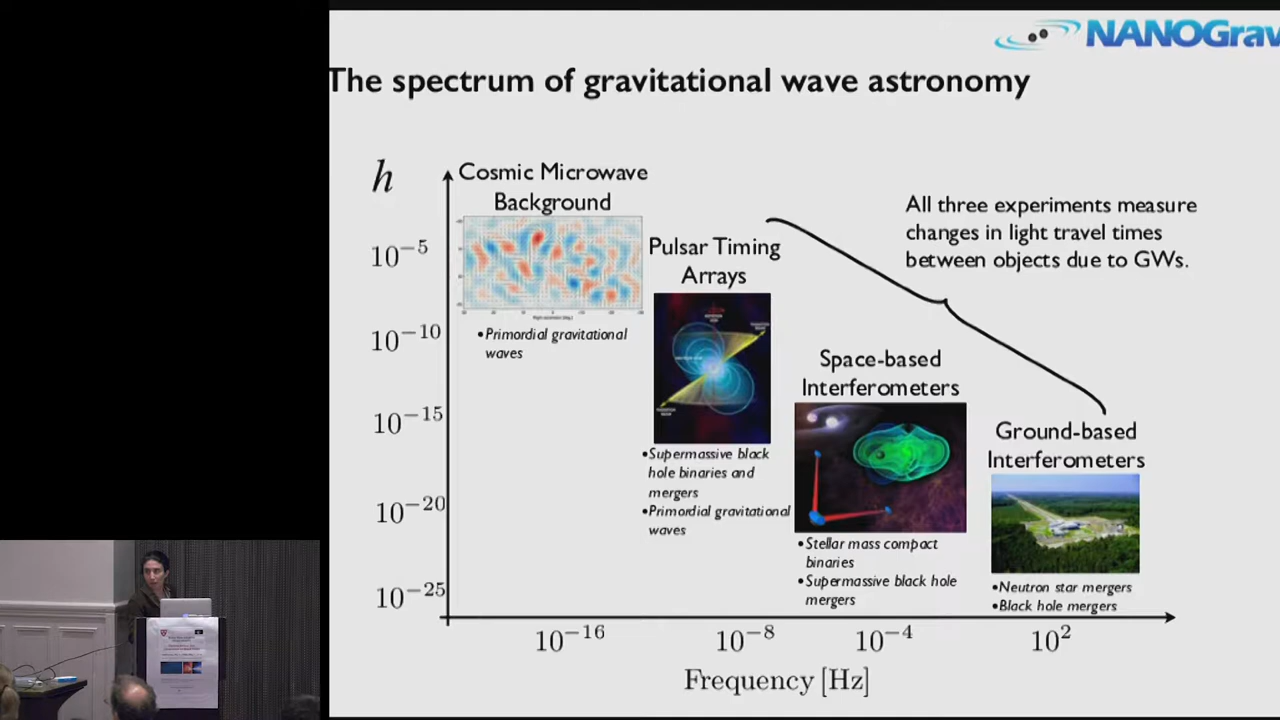 NANOGrav
The spectrum of gravitational wave astronomy
h
Cosmic Microwave
Background
10^{-5}
10^{-10}
10^{-15}
10^{-20}
10^{-25}
•Primordial gravitational
waves
Pulsar Timing
Arrays
•Supermassive black
hole binaries and
mergers
•Primordial gravitational
waves
Space-based
Interferometers
•Stellar mass compact
binaries
•Supermassive black hole
mergers
Ground-based
Interferometers
•Neutron star mergers
•Black hole mergers
All three experiments measure
changes in light travel times
between objects due to GWs.
10^{-16}
10^{-8}
10^{-4}
10^{2}
Frequency [Hz]